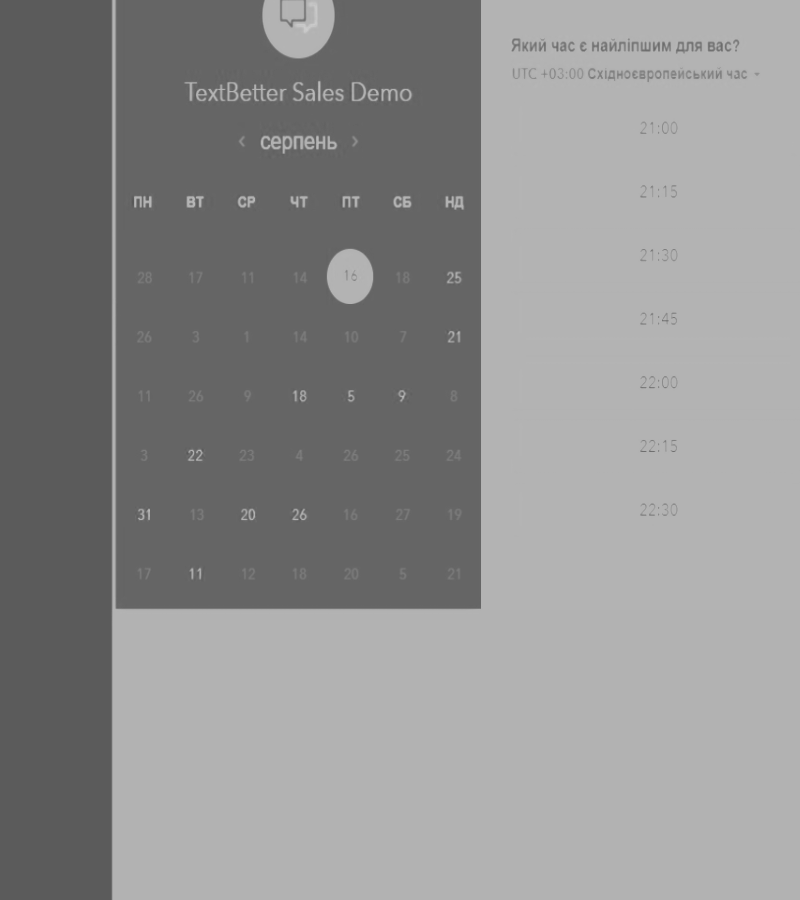 TextBetter Sales Demo
‹ серпень ›
ПН ВТ СР ЧТ ПТ СБ НД
28 17 11 14 16 18 25
26 3 1 14 10 7 21
11 26 9 18 5 9 8
3 22 23 4 26 25 24
31 13 20 26 16 27 19
17 11 12 18 20 5 21
Який час є найліпшим для вас?
UTC +03:00 Східноєвропейський час
21:00
21:15
21:30
21:45
22:00
22:15
22:30